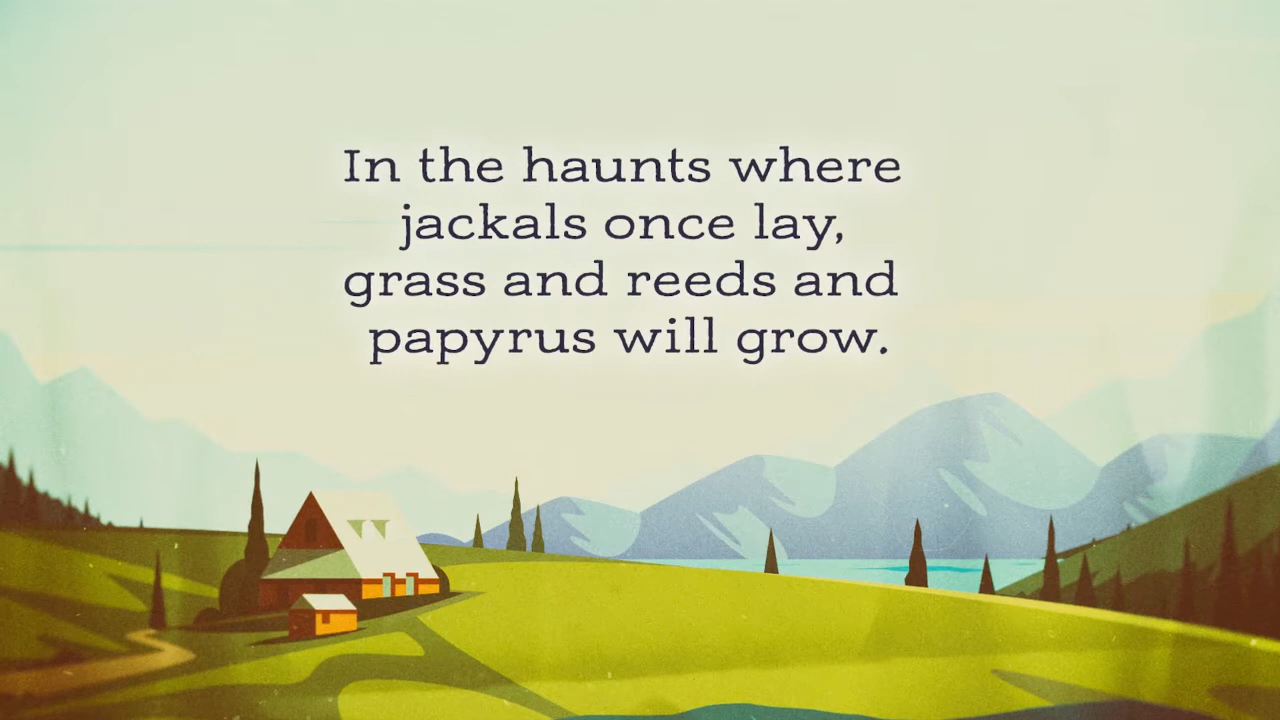 In the haunts where
jackals once lay,
grass and reeds and
papyrus will grow.